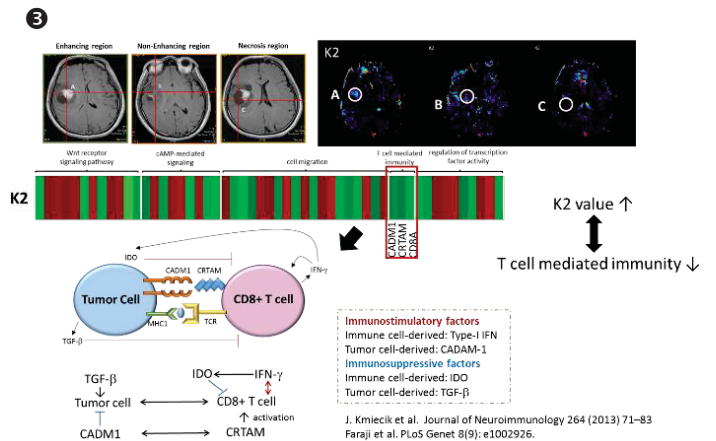 3
Enhancing region
Non-Enhancing region
Necrosis region
A
B
C
K2
K2
K2
A
B
C
Wnt receptor
signaling pathway
cAMP-mediated
signaling
cell migration
T cell mediated
immunity
regulation of transcription
factor activity
K2
CADM1
CRTAM
CD8A
K2 value ↑
T cell mediated immunity ↓
IDO
CADM1
CRTAM
IFN-γ
Tumor Cell
CD8+ T cell
MHC1
TCR
TGF-β
Immunostimulatory factors
Immune cell-derived: Type-I IFN
Tumor cell-derived: CADAM-1
Immunosuppressive factors
Immune cell-derived: IDO
Tumor cell-derived: TGF-β
TGF-β
IDO
IFN-γ
Tumor cell
CD8+ T cell
activation
CADM1
CRTAM
J. Kmiecik et al. Journal of Neuroimmunology 264 (2013) 71–83
Faraji et al. PLoS Genet 8(9): e1002926.